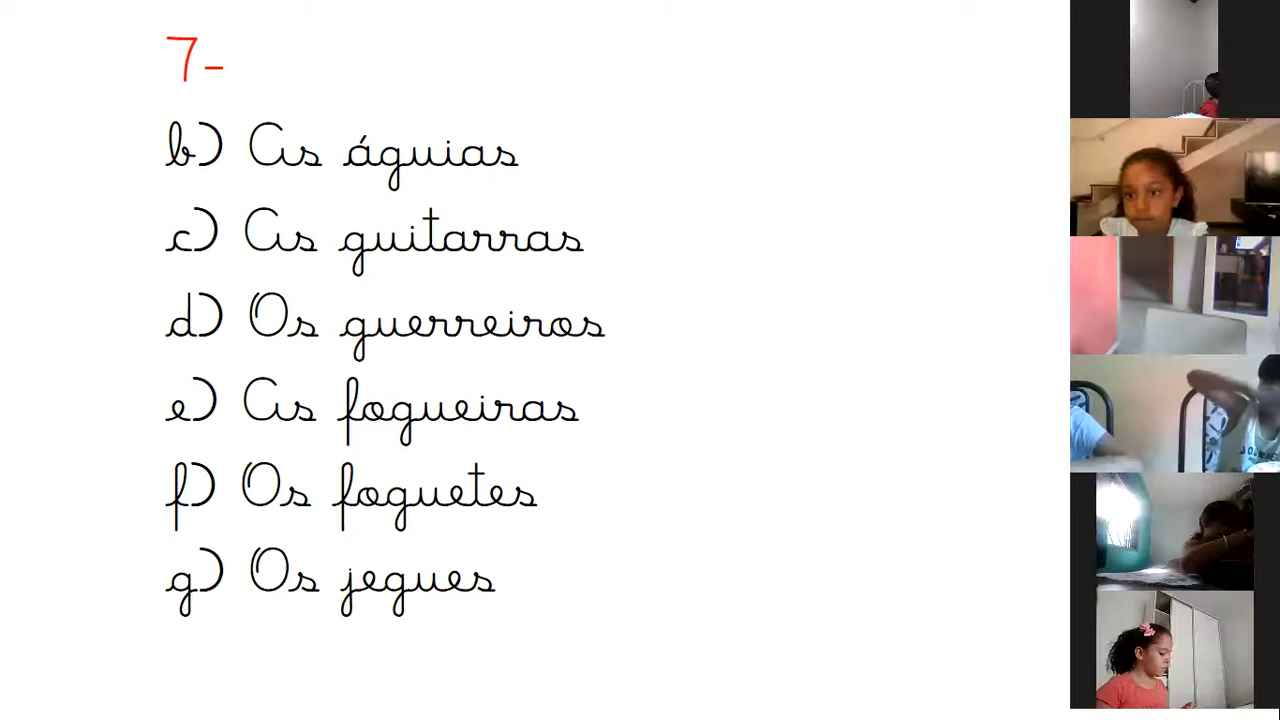 7-
b) As águias
c) As guitarras
d) Os guerreiros
e) As fogueiras
f) Os foguetes
g) Os jegues